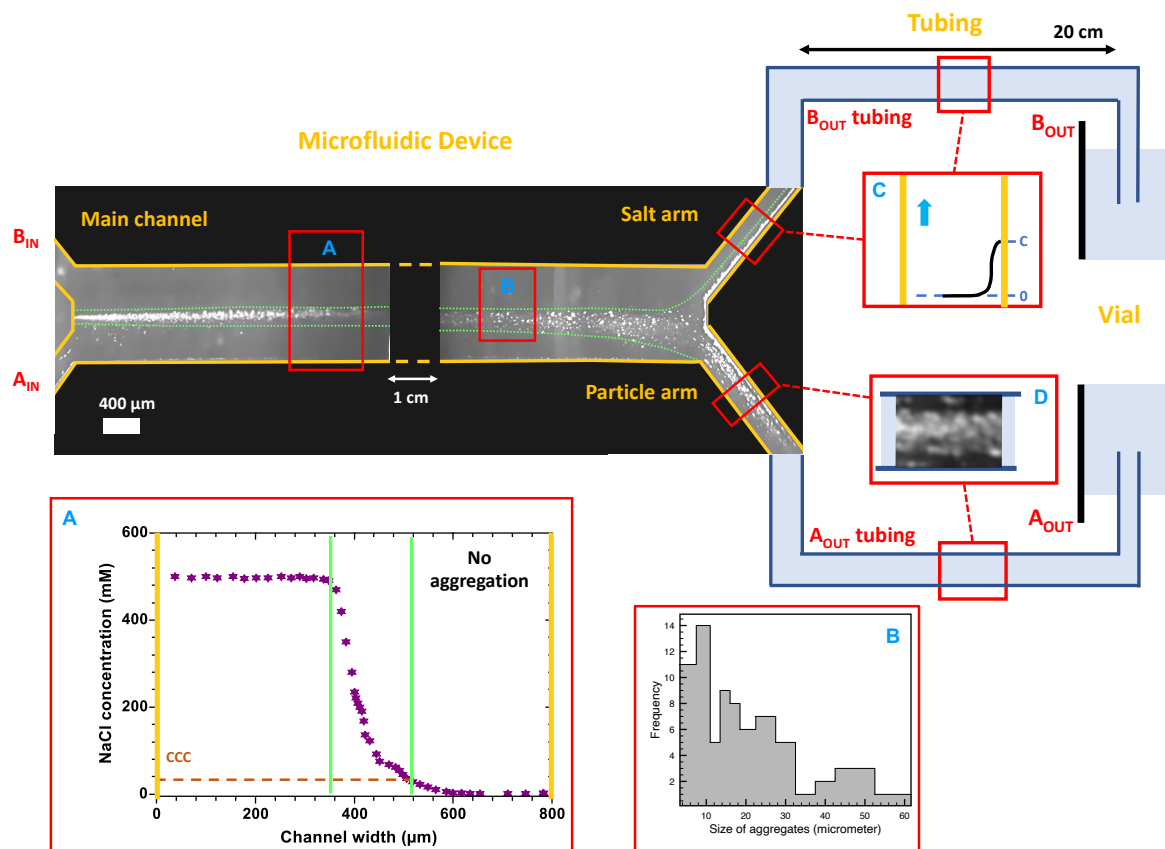 Tubing
20 cm
B_OUT tubing
B_OUT
Microfluidic Device
C
C
0
Main channel
Salt arm
B_IN
A
B
Vial
A_IN
Particle arm
1 cm
400 µm
D
A_OUT
A_OUT tubing
A
600
400
200
0
NaCl concentration (mM)
No
aggregation
CCC
0
200
400
600
800
Channel width (µm)
B
14
12
10
8
6
4
2
Frequency
10
20
30
40
50
60
Size of aggregates (micrometer)